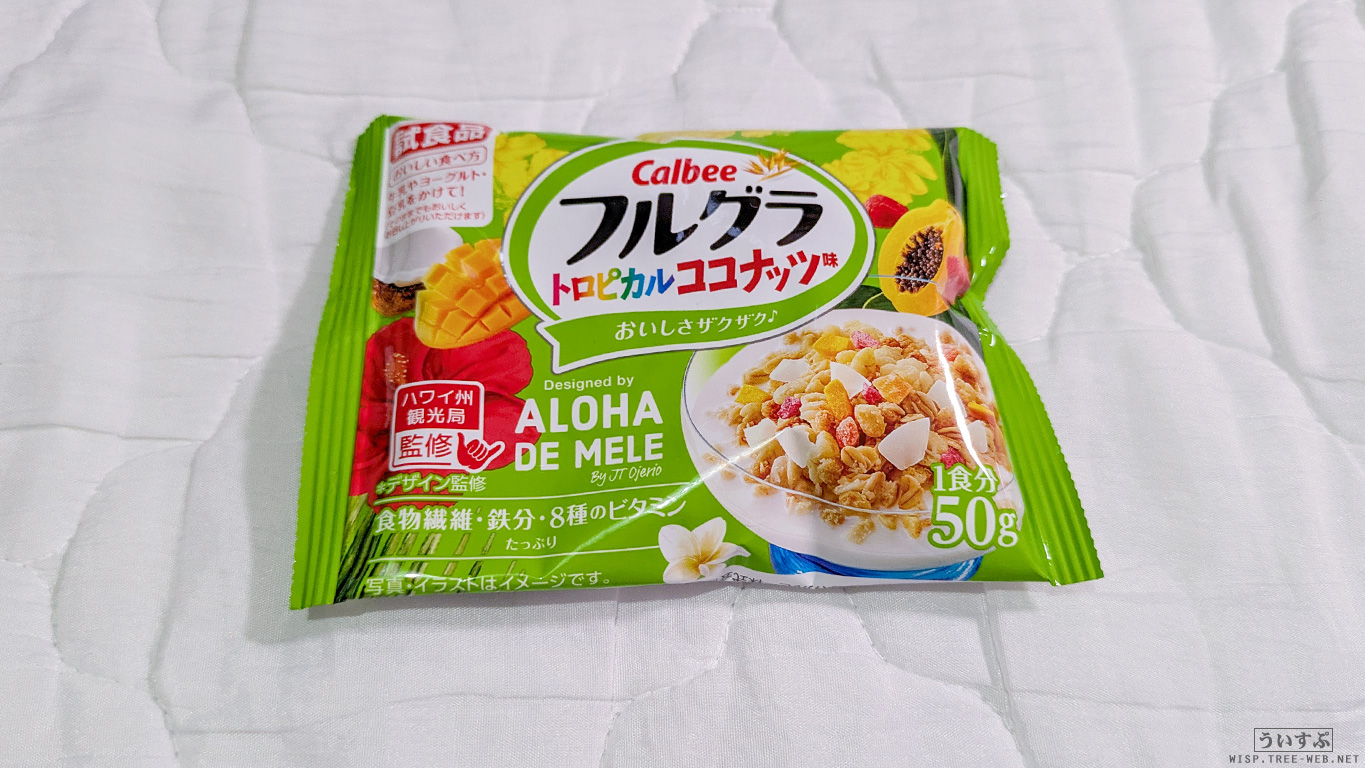 試食品
おいしい食べ方
牛乳やヨーグルト・
豆乳をかけて!
Calbee
フルグラ
トロピカルココナッツ味
おいしさザクザク♪
ハワイ州
観光局
監修
*デザイン監修
Designed by
ALOHA
DE MELE
By JT Ojerio
食物繊維・鉄分・8種のビタミン
たっぷり
写真・イラストはイメージです。
1食分
50g
ういすぷ
WISP.TREE-WEB.NET